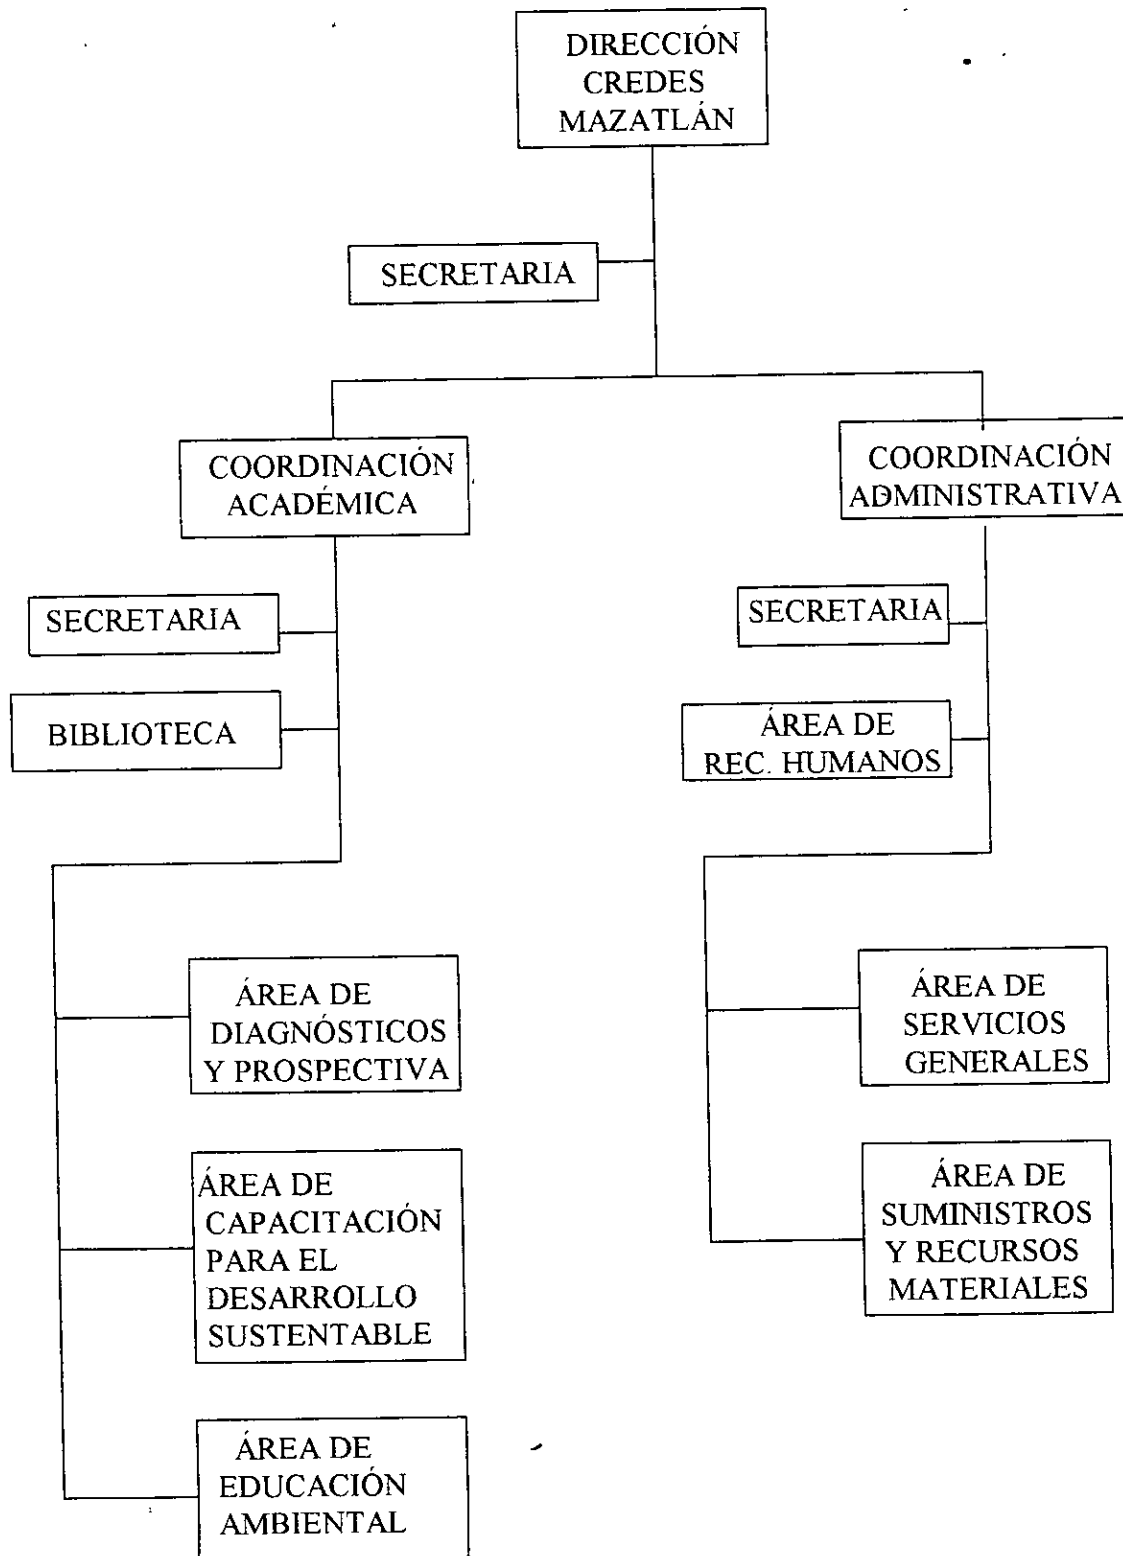 DIRECCIÓN
CREDES
MAZATLÁN
SECRETARIA
COORDINACIÓN
ACADÉMICA
COORDINACIÓN
ADMINISTRATIVA
SECRETARIA
BIBLIOTECA
SECRETARIA
ÁREA DE
REC. HUMANOS
ÁREA DE
DIAGNÓSTICOS
Y PROSPECTIVA
ÁREA DE
CAPACITACIÓN
PARA EL
DESARROLLO
SUSTENTABLE
ÁREA DE
EDUCACIÓN
AMBIENTAL
ÁREA DE
SERVICIOS
GENERALES
ÁREA DE
SUMINISTROS
Y RECURSOS
MATERIALES